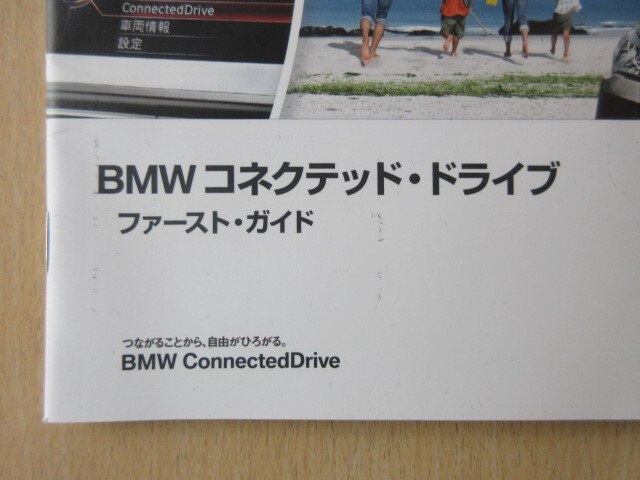 ConnectedDrive
車両情報
設定
BMW コネクテッド・ドライブ
ファースト・ガイド
つながることから、自由がひろがる。
BMW ConnectedDrive